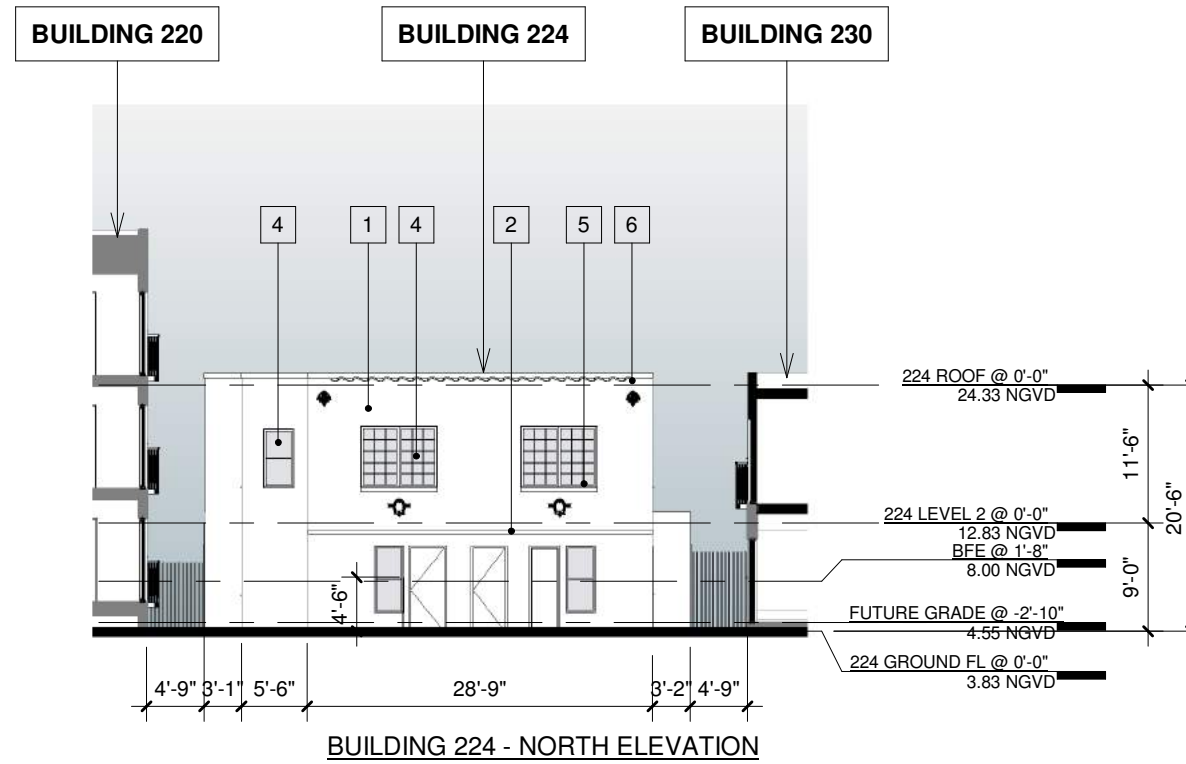 BUILDING 220
BUILDING 224
BUILDING 230
4
1
4
2
5
6
224 ROOF @ 0'-0"
24.33 NGVD
11'-6"
20'-6"
224 LEVEL 2 @ 0'-0"
12.83 NGVD
BFE @ 1'-8"
8.00 NGVD
9'-0"
4'-6"
FUTURE GRADE @ -2'-10"
4.55 NGVD
224 GROUND FL @ 0'-0"
3.83 NGVD
4'-9"
3'-1"
5'-6"
28'-9"
3'-2"
4'-9"
BUILDING 224 - NORTH ELEVATION